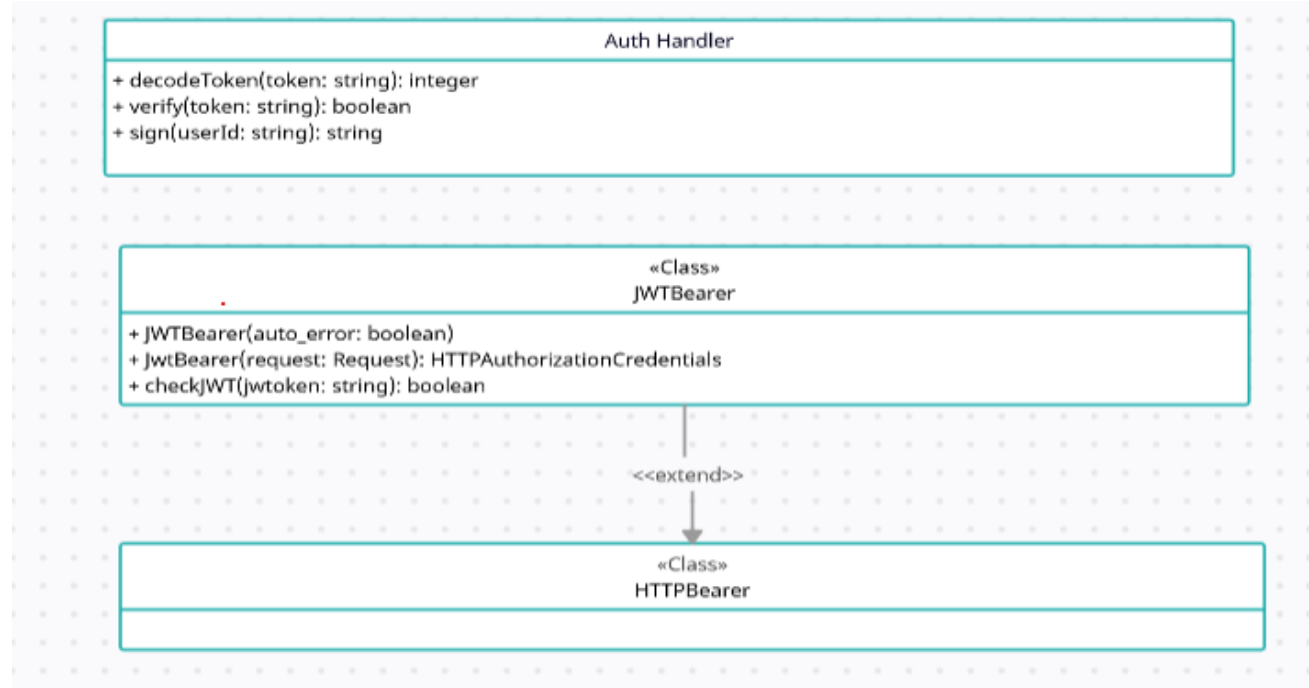 Auth Handler
+ decodeToken(token: string): integer
+ verify(token: string): boolean
+ sign(userId: string): string
«Class»
JWTBearer
+ JWTBearer(auto_error: boolean)
+ JwtBearer(request: Request): HTTPAuthorizationCredentials
+ checkJWT(jwtoken: string): boolean
<<extend>>
«Class»
HTTPBearer